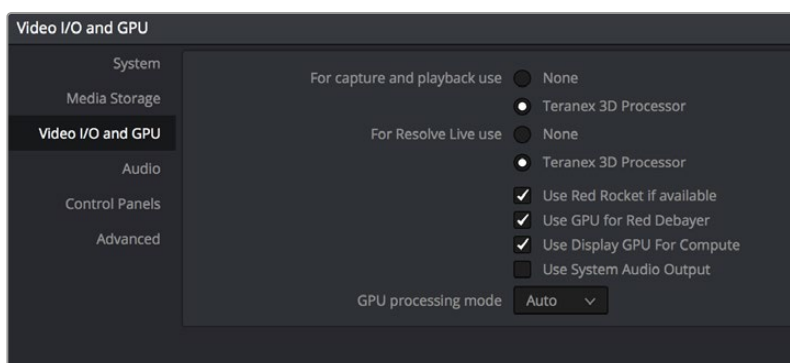 Video I/O and GPU
System
Media Storage
Video I/O and GPU
Audio
Control Panels
Advanced
For capture and playback use None
Teranex 3D Processor
For Resolve Live use None
Teranex 3D Processor
Use Red Rocket if available
Use GPU for Red Debayer
Use Display GPU For Compute
Use System Audio Output
GPU processing mode Auto